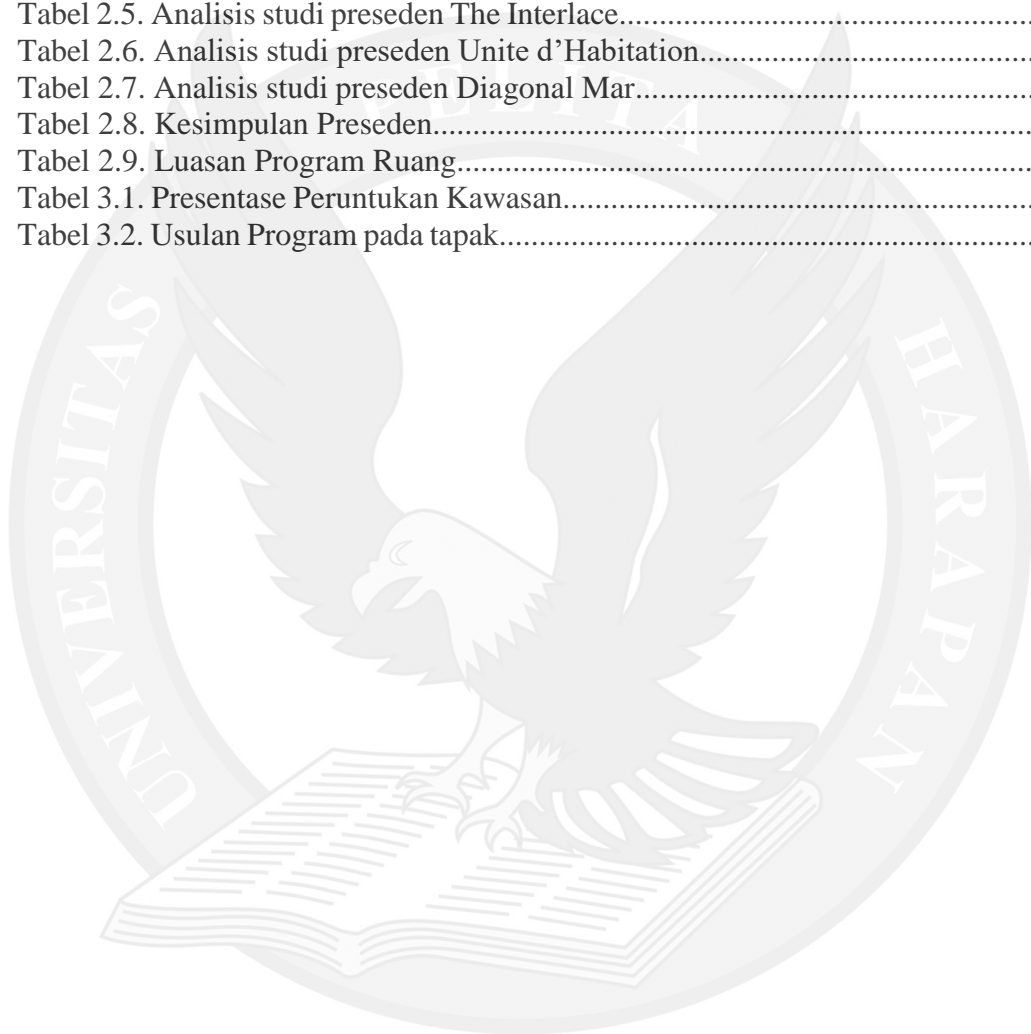 Tabel 2.5. Analisis studi preseden The Interlace........................................................
Tabel 2.6. Analisis studi preseden Unite d’Habitation..............................................
Tabel 2.7. Analisis studi preseden Diagonal Mar......................................................
Tabel 2.8. Kesimpulan Preseden................................................................................
Tabel 2.9. Luasan Program Ruang.............................................................................
Tabel 3.1. Presentase Peruntukan Kawasan...............................................................
Tabel 3.2. Usulan Program pada tapak......................................................................
UNIVERSITAS PELITA HARAPAN